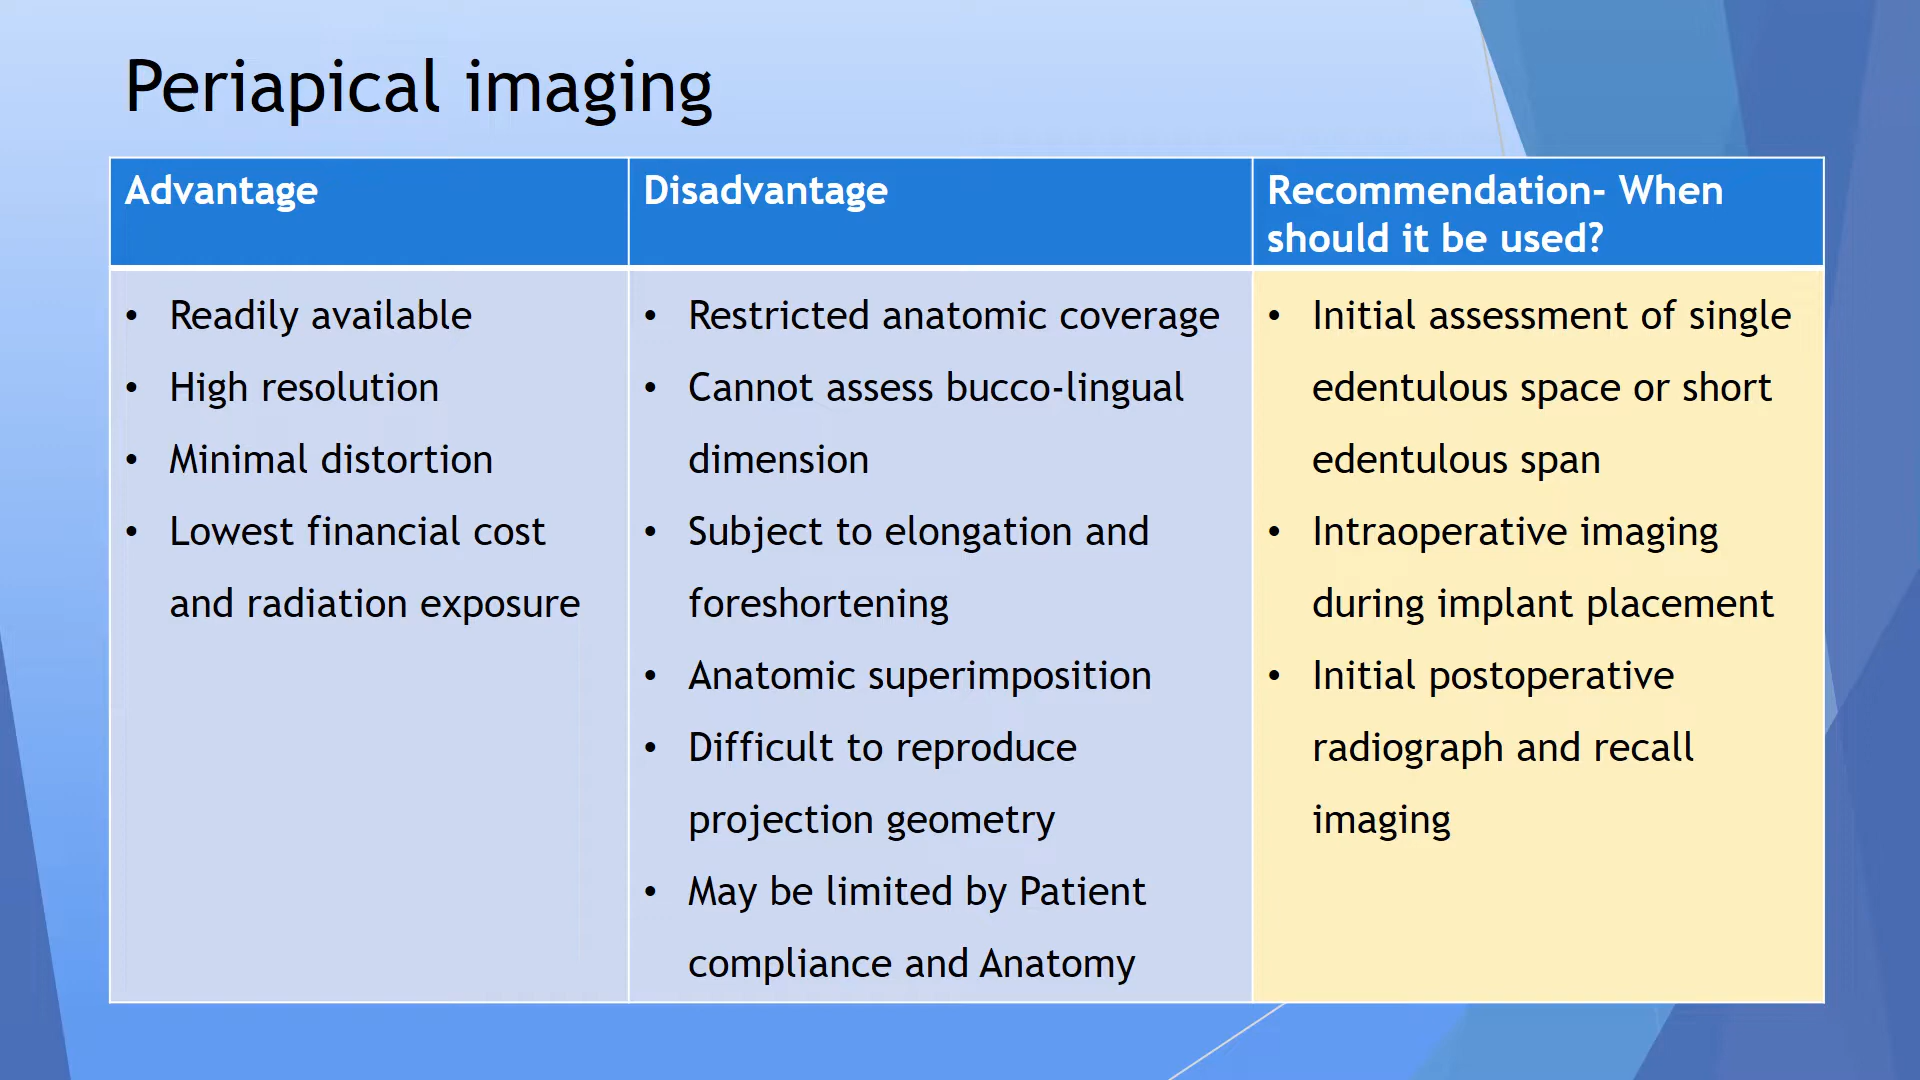 Periapical imaging
Advantage
Disadvantage
Recommendation- When
should it be used?
• Readily available
• High resolution
• Minimal distortion
• Lowest financial cost
and radiation exposure
• Restricted anatomic coverage
• Cannot assess bucco-lingual
dimension
• Subject to elongation and
foreshortening
• Anatomic superimposition
• Difficult to reproduce
projection geometry
• May be limited by Patient
compliance and Anatomy
• Initial assessment of single
edentulous space or short
edentulous span
• Intraoperative imaging
during implant placement
• Initial postoperative
radiograph and recall
imaging